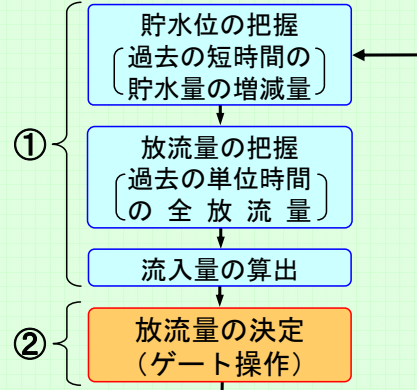 ①
貯水位の把握
過去の短時間の
貯水量の増減量
放流量の把握
過去の単位時間
の全放流量
流入量の算出
②
放流量の決定
（ゲート操作）